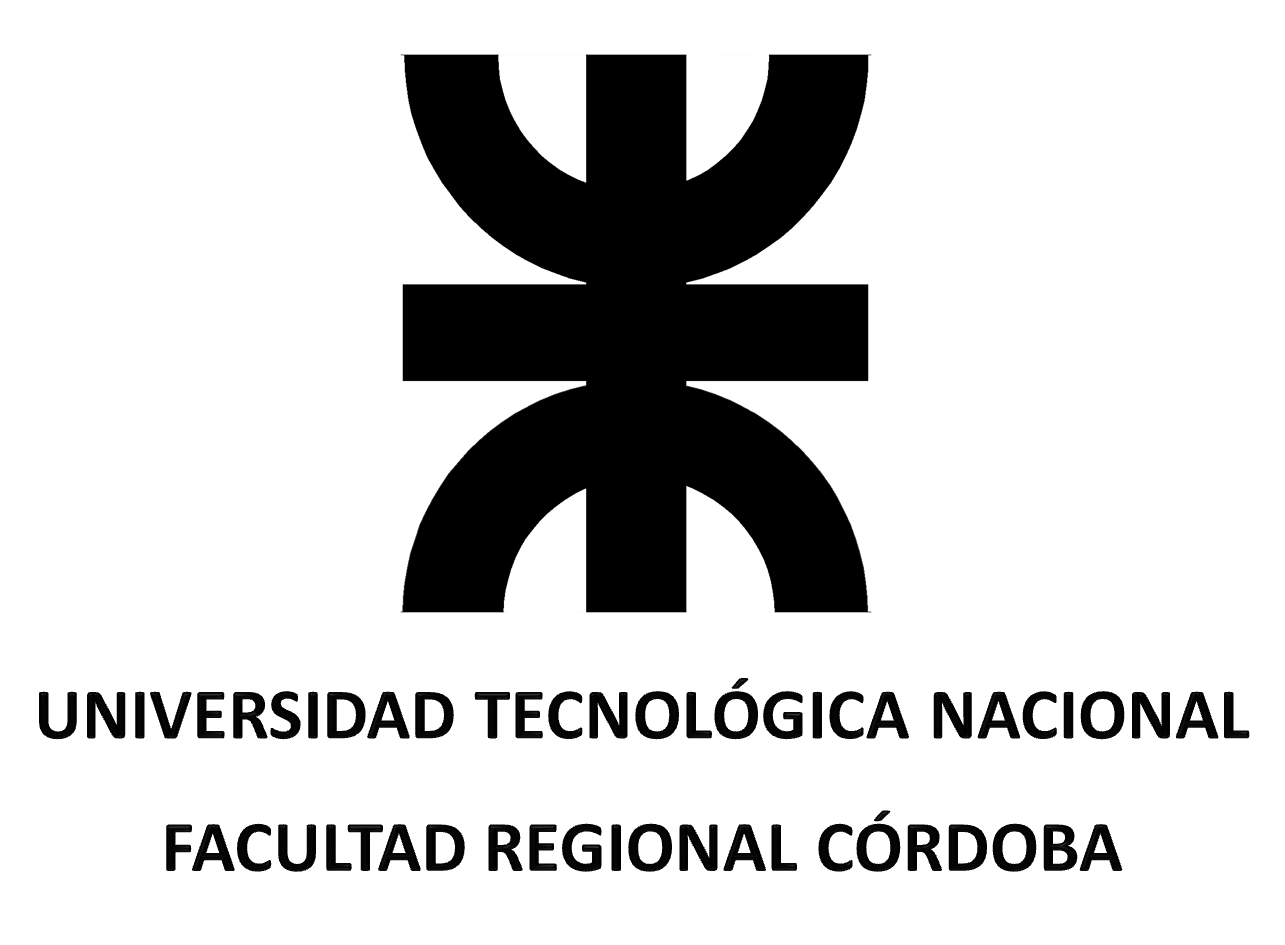 UNIVERSIDAD TECNOLÓGICA NACIONAL
FACULTAD REGIONAL CÓRDOBA